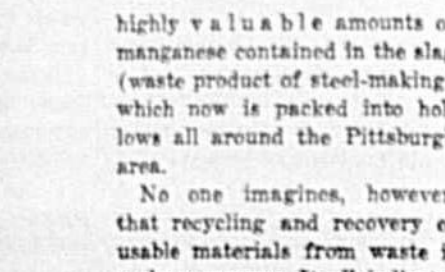 highly valuable amounts
manganese contained in the sla
(waste product of steel-making
which now is packed into hol
lows all around the Pittsburg
area.
No one imagines, however
that recycling and recovery
usable materials from waste